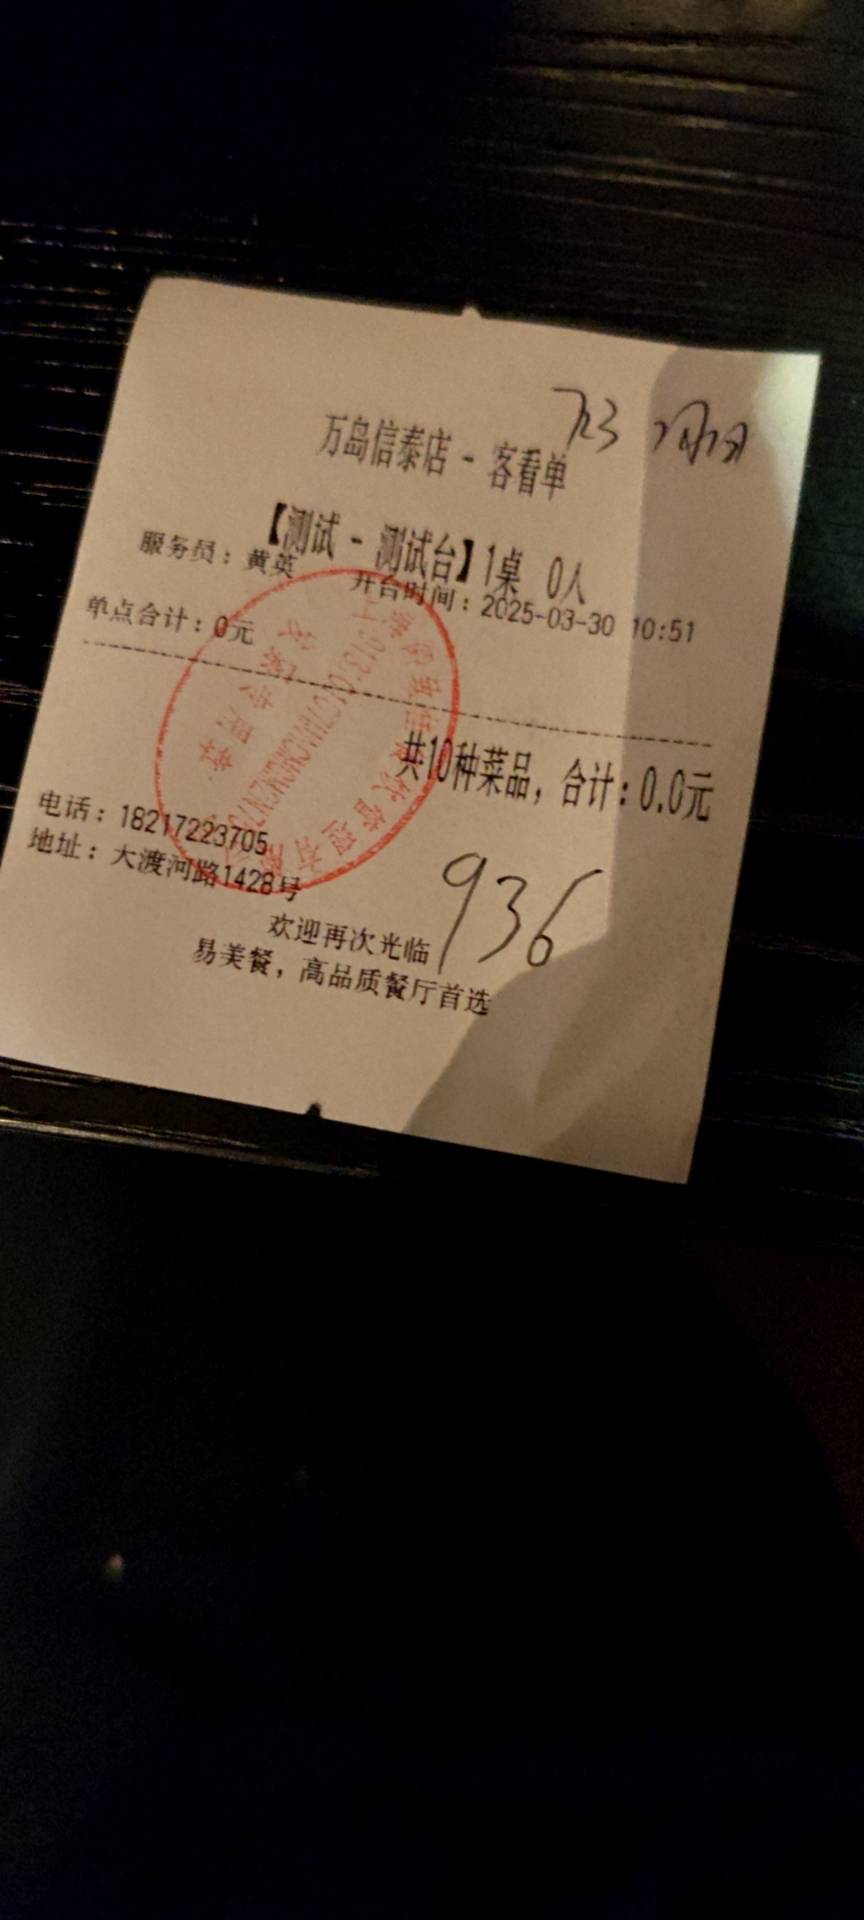 万岛信泰店 - 客看单
【测试 - 测试台】1桌 0人
服务员：黄英 开台时间：2025-03-30 10:51
单点合计：0元
共10种菜品，合计：0.0元
电话：18217223705
地址：大渡河路1428号
936
欢迎再次光临
易美餐，高品质餐厅首选